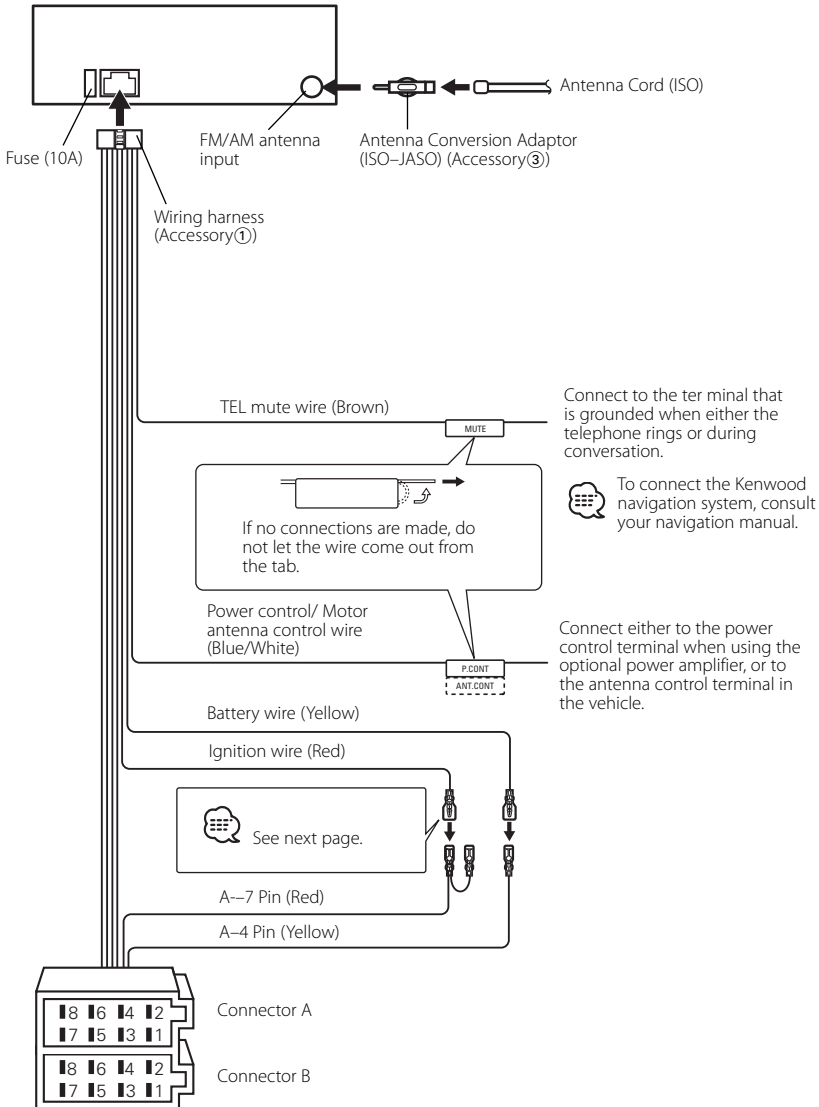 Antenna Cord (ISO)
Fuse (10A)
FM/AM antenna
input
Antenna Conversion Adaptor
(ISO–JASO) (Accessory③)
Wiring harness
(Accessory①)
TEL mute wire (Brown)
MUTE
Connect to the ter minal that
is grounded when either the
telephone rings or during
conversation.
To connect the Kenwood
navigation system, consult
your navigation manual.
If no connections are made, do
not let the wire come out from
the tab.
Power control/ Motor
antenna control wire
(Blue/White)
P.CONT
ANT.CONT
Connect either to the power
control terminal when using the
optional power amplifier, or to
the antenna control terminal in
the vehicle.
Battery wire (Yellow)
Ignition wire (Red)
See next page.
A-–7 Pin (Red)
A–4 Pin (Yellow)
8 6 4 2
7 5 3 1
Connector A
8 6 4 2
7 5 3 1
Connector B